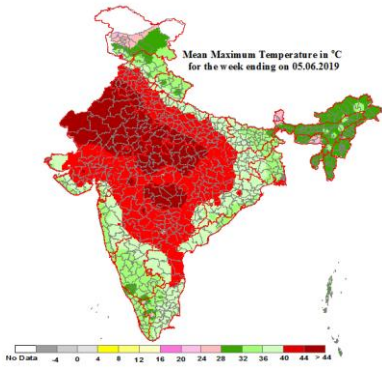 Mean Maximum Temperature in °C
for the week ending on 05.06.2019
No Data -4 0 4 8 12 16 20 24 28 32 36 40 44 > 44